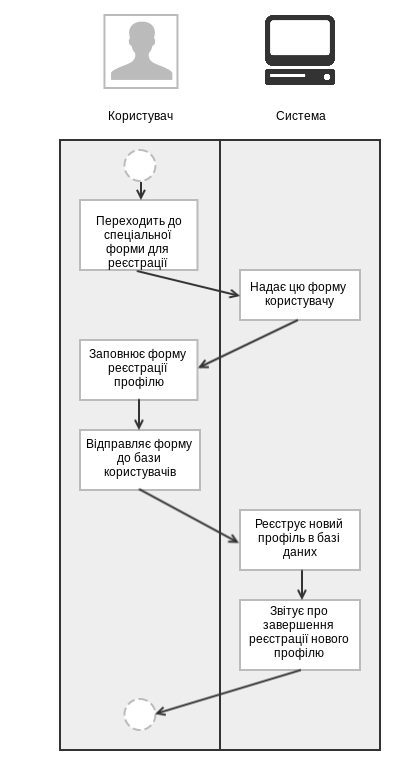 Користувач
Система
Переходить до
спеціальної
форми для
реєстрації
Надає цю форму
користувачу
Заповнює форму
реєстрації
профілю
Відправляє форму
до бази
користувачів
Реєструє новий
профіль в базі
даних
Звітує про
завершення
реєстрації нового
профілю